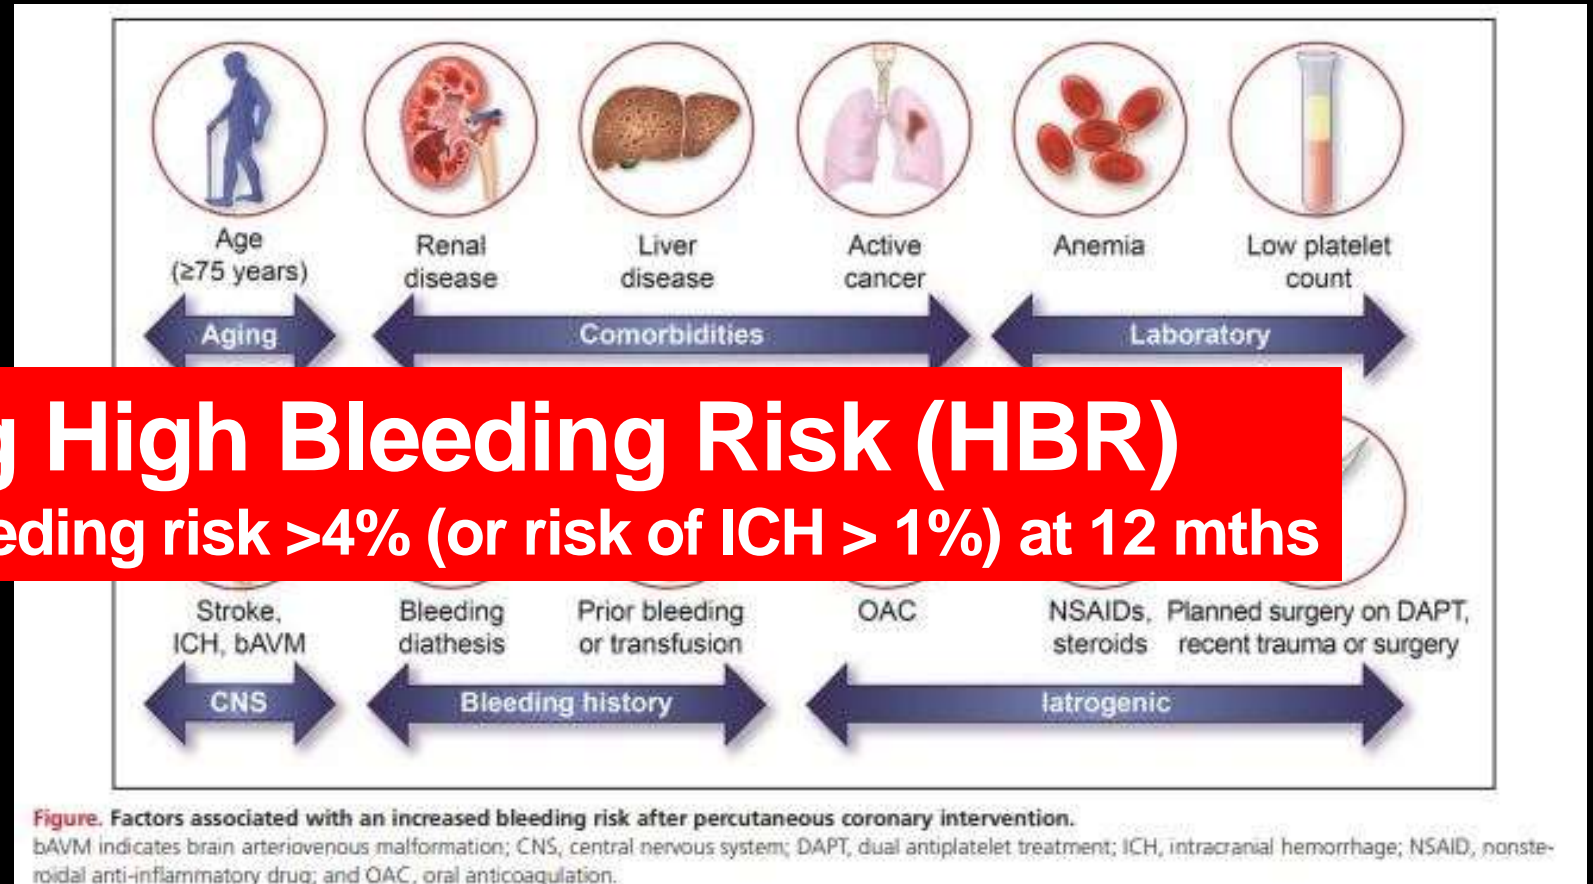 Age
(≥75 years)
Renal
disease
Liver
disease
Active
cancer
Anemia
Low platelet
count
Aging
Comorbidities
Laboratory
g High Bleeding Risk (HBR)
eding risk >4% (or risk of ICH > 1%) at 12 mths
Stroke,
ICH, bAVM
Bleeding
diathesis
Prior bleeding
or transfusion
OAC
NSAIDs,
steroids
Planned surgery on DAPT,
recent trauma or surgery
CNS
Bleeding history
Iatrogenic
Figure. Factors associated with an increased bleeding risk after percutaneous coronary intervention.
bAVM indicates brain arteriovenous malformation; CNS, central nervous system; DAPT, dual antiplatelet treatment; ICH, intracranial hemorrhage; NSAID, nonste-
roidal anti-inflammatory drug; and OAC, oral anticoagulation.